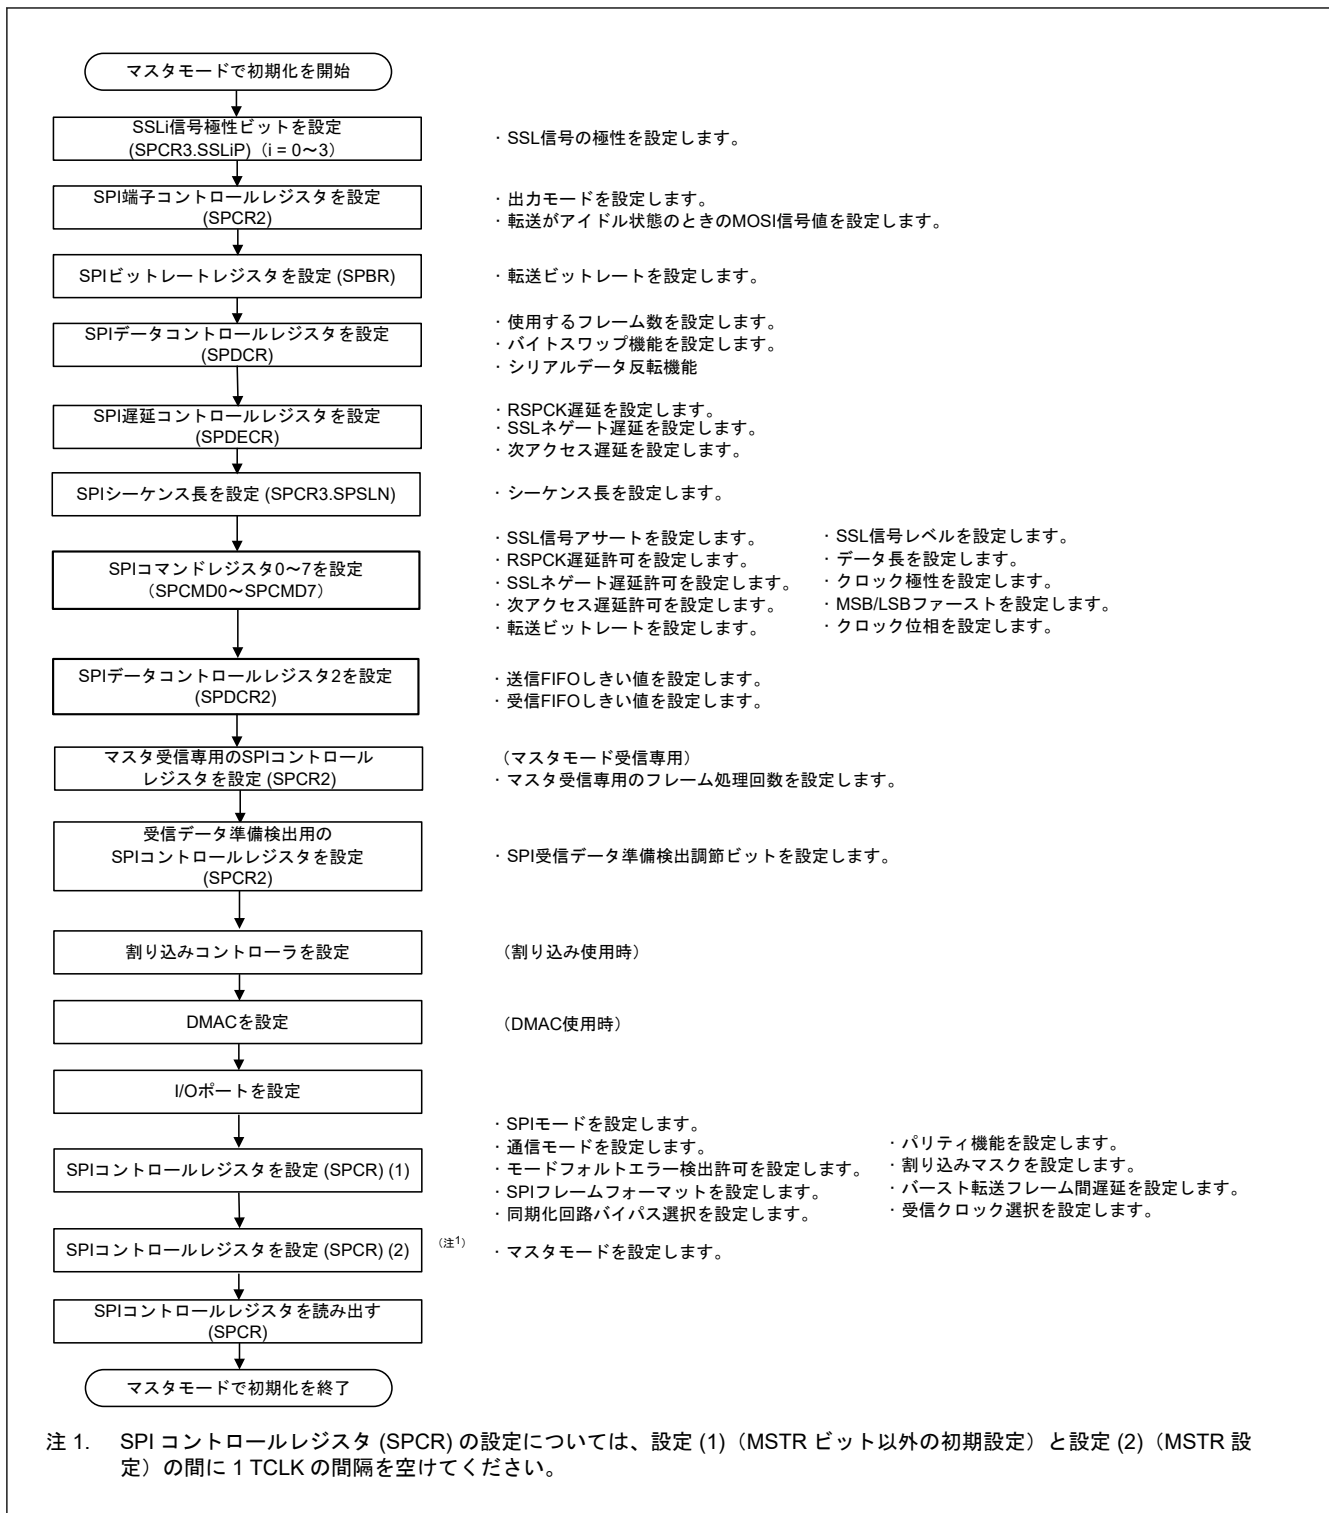 マスタモードで初期化を開始
SSLi信号極性ビットを設定
(SPCR3.SSLiP)（i = 0～3）
・SSL信号の極性を設定します。
SPI端子コントロールレジスタを設定
(SPCR2)
・出力モードを設定します。
・転送がアイドル状態のときのMOSI信号値を設定します。
SPIビットレートレジスタを設定 (SPBR)
・転送ビットレートを設定します。
SPIデータコントロールレジスタを設定
(SPDCR)
・使用するフレーム数を設定します。
・バイトスワップ機能を設定します。
・シリアルデータ反転機能
SPI遅延コントロールレジスタを設定
(SPDECR)
・RSPCK遅延を設定します。
・SSLネゲート遅延を設定します。
・次アクセス遅延を設定します。
SPIシーケンス長を設定 (SPCR3.SPSLN)
・シーケンス長を設定します。
SPIコマンドレジスタ0～7を設定
（SPCMD0～SPCMD7）
・SSL信号アサートを設定します。
・RSPCK遅延許可を設定します。
・SSLネゲート遅延許可を設定します。
・次アクセス遅延許可を設定します。
・転送ビットレートを設定します。
・SSL信号レベルを設定します。
・データ長を設定します。
・クロック極性を設定します。
・MSB/LSBファーストを設定します。
・クロック位相を設定します。
SPIデータコントロールレジスタ2を設定
(SPDCR2)
・送信FIFOしきい値を設定します。
・受信FIFOしきい値を設定します。
マスタ受信専用のSPIコントロール
レジスタを設定 (SPCR2)
（マスタモード受信専用）
・マスタ受信専用のフレーム処理回数を設定します。
受信データ準備検出用の
SPIコントロールレジスタを設定
(SPCR2)
・SPI受信データ準備検出調節ビットを設定します。
割り込みコントローラを設定
（割り込み使用時）
DMACを設定
（DMAC使用時）
I/Oポートを設定
SPIコントロールレジスタを設定 (SPCR) (1)
・SPIモードを設定します。
・通信モードを設定します。
・モードフォルトエラー検出許可を設定します。
・SPIフレームフォーマットを設定します。
・同期化回路バイパス選択を設定します。
・パリティ機能を設定します。
・割り込みマスクを設定します。
・バースト転送フレーム間遅延を設定します。
・受信クロック選択を設定します。
SPIコントロールレジスタを設定 (SPCR) (2)
（注1）
・マスタモードを設定します。
SPIコントロールレジスタを読み出す
(SPCR)
マスタモードで初期化を終了
注 1. SPI コントロールレジスタ (SPCR) の設定については、設定 (1)（MSTR ビット以外の初期設定）と設定 (2)（MSTR 設
定）の間に 1 TCLK の間隔を空けてください。